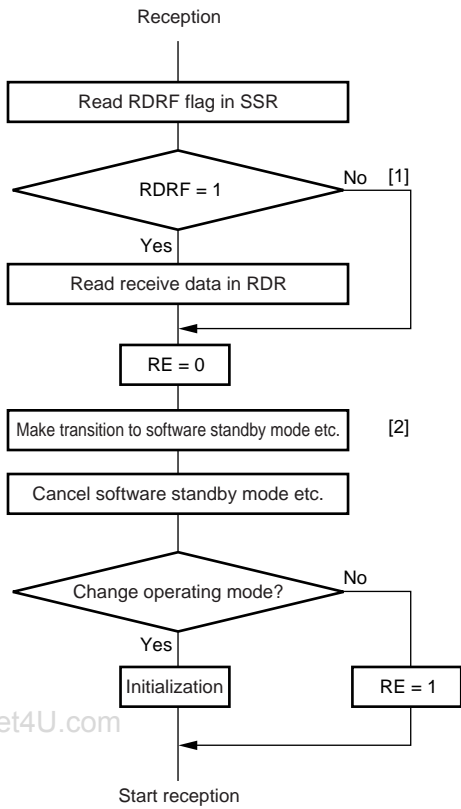 Reception
Read RDRF flag in SSR
RDRF = 1
No [1]
Yes
Read receive data in RDR
RE = 0
Make transition to software standby mode etc. [2]
Cancel software standby mode etc.
Change operating mode?
No
Yes
Initialization
RE = 1
et4U.com
Start reception